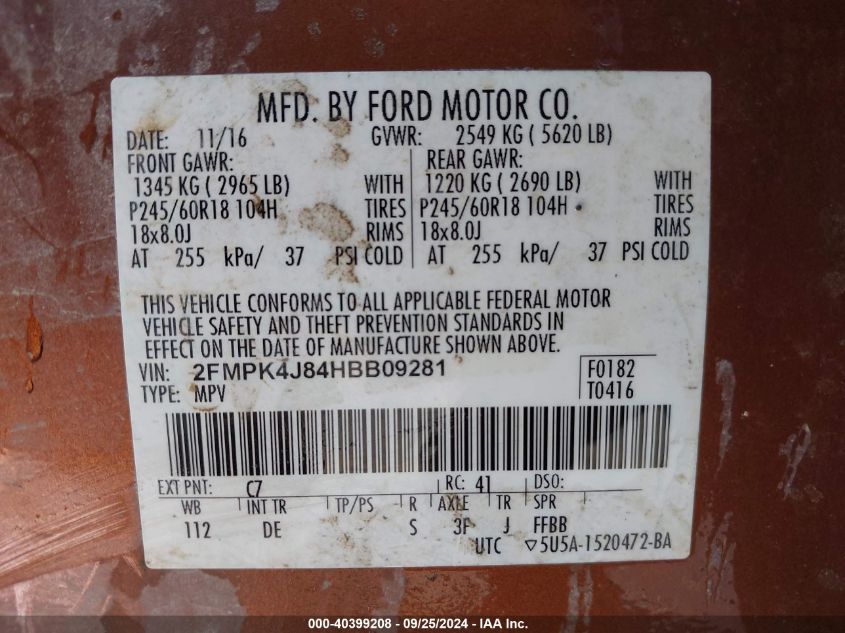 MFD. BY FORD MOTOR CO.
DATE: 11/16 GVWR: 2549 KG ( 5620 LB)
FRONT GAWR: REAR GAWR:
1345 KG ( 2965 LB) WITH 1220 KG ( 2690 LB) WITH
P245/60R18 104H TIRES P245/60R18 104H TIRES
18x8.0J RIMS 18x8.0J RIMS
AT 255 kPa/ 37 PSI COLD AT 255 kPa/ 37 PSI COLD
THIS VEHICLE CONFORMS TO ALL APPLICABLE FEDERAL MOTOR
VEHICLE SAFETY AND THEFT PREVENTION STANDARDS IN
EFFECT ON THE DATE OF MANUFACTURE SHOWN ABOVE.
VIN: 2FMPK4J84HBB09281 F0182
TYPE: MPV T0416
EXT PNT: C7 RC: 41 DSO:
WB INT TR TP/PS R AXLE TR SPR
112 DE S 3F J FFBB
UTC ▽5U5A-1520472-BA
000-40399208 - 09/25/2024 - IAA Inc.